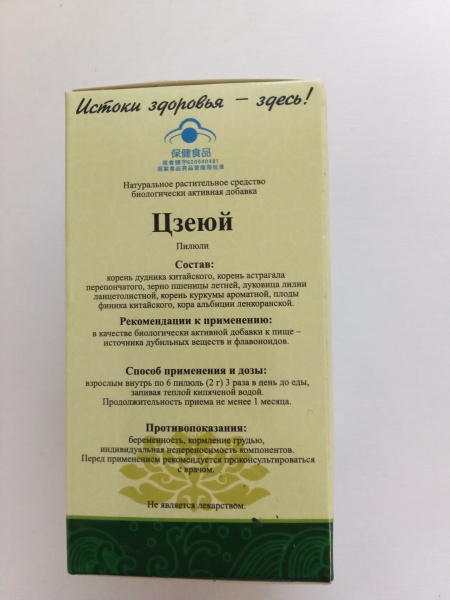 Истоки здоровья – здесь!
保健食品
Натуральное растительное средство
биологически активная добавка
Цзеюй
Пилюли
Состав:
корень дудника китайского, корень астрагала
перепончатого, зерно пшеницы летней, луковица лилии
ланцетолистной, корень куркумы ароматной, плоды
финика китайского, кора альбиции ленкоранской.
Рекомендации к применению:
в качестве биологически активной добавки к пище –
источника дубильных веществ и флавоноидов.
Способ применения и дозы:
взрослым внутрь по 6 пилюль (2 г) 3 раза в день до еды,
запивая теплой кипяченой водой.
Продолжительность приема не менее 1 месяца.
Противопоказания:
беременность, кормление грудью,
индивидуальная непереносимость компонентов.
Перед применением рекомендуется проконсультироваться
с врачом.
Не является лекарством.